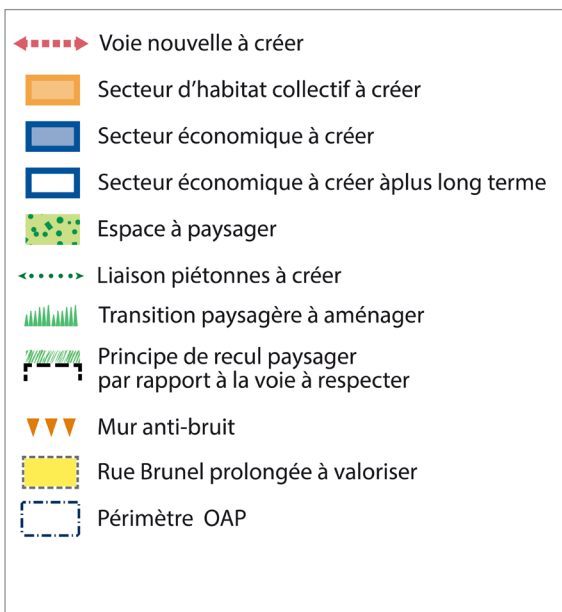 Voie nouvelle à créer
Secteur d'habitat collectif à créer
Secteur économique à créer
Secteur économique à créer àplus long terme
Espace à paysager
Liaison piétonnes à créer
Transition paysagère à aménager
Principe de recul paysager
par rapport à la voie à respecter
Mur anti-bruit
Rue Brunel prolongée à valoriser
Périmètre OAP